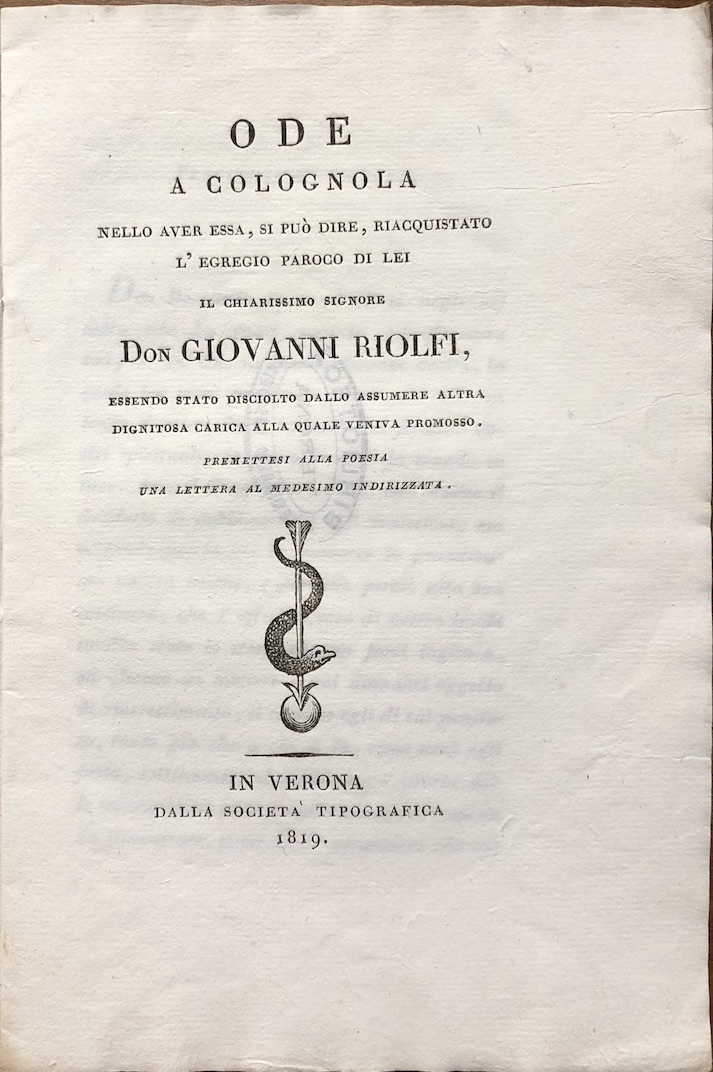 ODE
A COLOGNOLA
NELLO AVER ESSA, SI PUÒ DIRE, RIACQUISTATO
L' EGREGIO PAROCO DI LEI
IL CHIARISSIMO SIGNORE
DON GIOVANNI RIOLFI,
ESSENDO STATO DISCIOLTO DALLO ASSUMERE ALTRA
DIGNITOSA CARICA ALLA QUALE VENIVA PROMOSSO.
PREMETTESI ALLA POESIA
UNA LETTERA AL MEDESIMO INDIRIZZATA.
IN VERONA
DALLA SOCIETA' TIPOGRAFICA
1819.